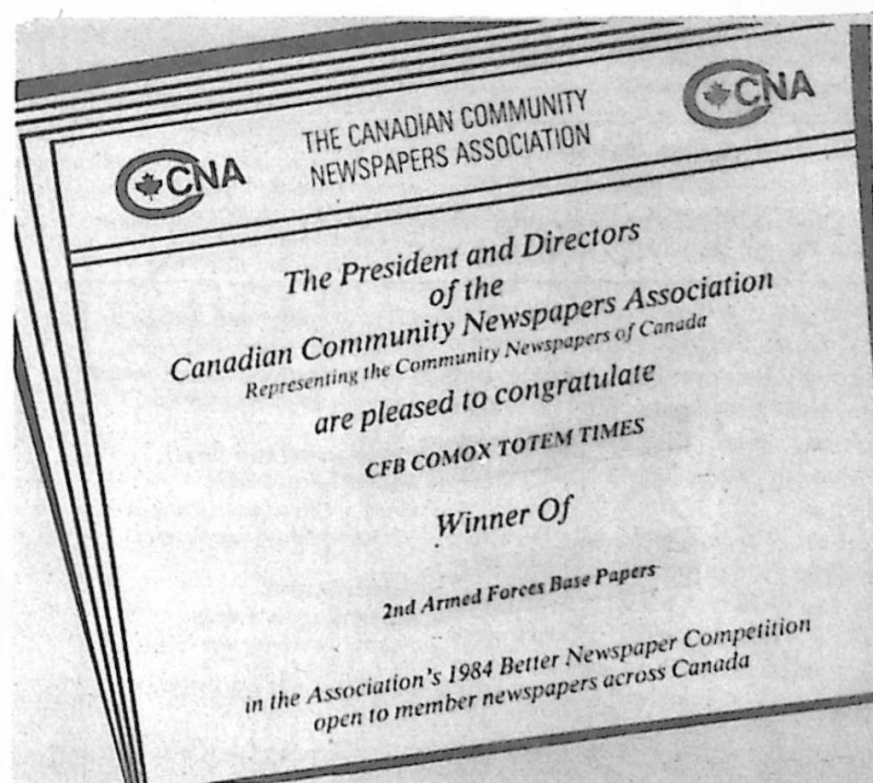 CCNA
THE CANADIAN COMMUNITY
NEWSPAPERS ASSOCIATION
CCNA
The President and Directors
of the
Canadian Community Newspapers Association
Representing the Community Newspapers of Canada
are pleased to congratulate
CFB COMOX TOTEM TIMES
Winner Of
2nd Armed Forces Base Papers
in the Association's 1984 Better Newspaper Competition
open to member newspapers across Canada